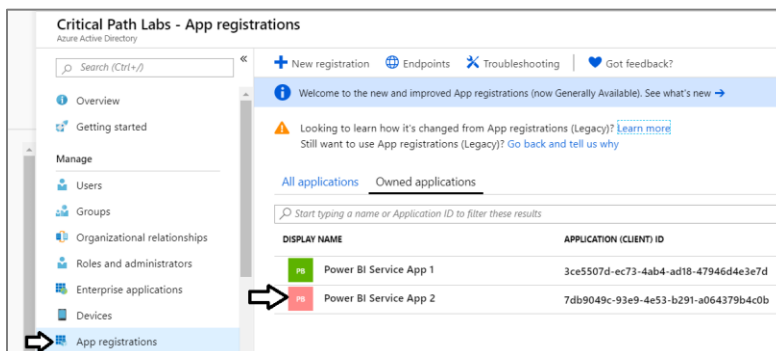 Critical Path Labs - App registrations
Azure Active Directory
Search (Ctrl+/)
«
Overview
Getting started
Manage
Users
Groups
Organizational relationships
Roles and administrators
Enterprise applications
Devices
App registrations
New registration Endpoints Troubleshooting Got feedback?
Welcome to the new and improved App registrations (now Generally Available). See what's new →
Looking to learn how it's changed from App registrations (Legacy)? Learn more
Still want to use App registrations (Legacy)? Go back and tell us why
All applications Owned applications
Start typing a name or Application ID to filter these results
DISPLAY NAME APPLICATION (CLIENT) ID
PB Power BI Service App 1 3ce5507d-ec73-4ab4-ad18-47946d4e3e7d
PB Power BI Service App 2 7db9049c-93e9-4e53-b291-a064379b4c0b